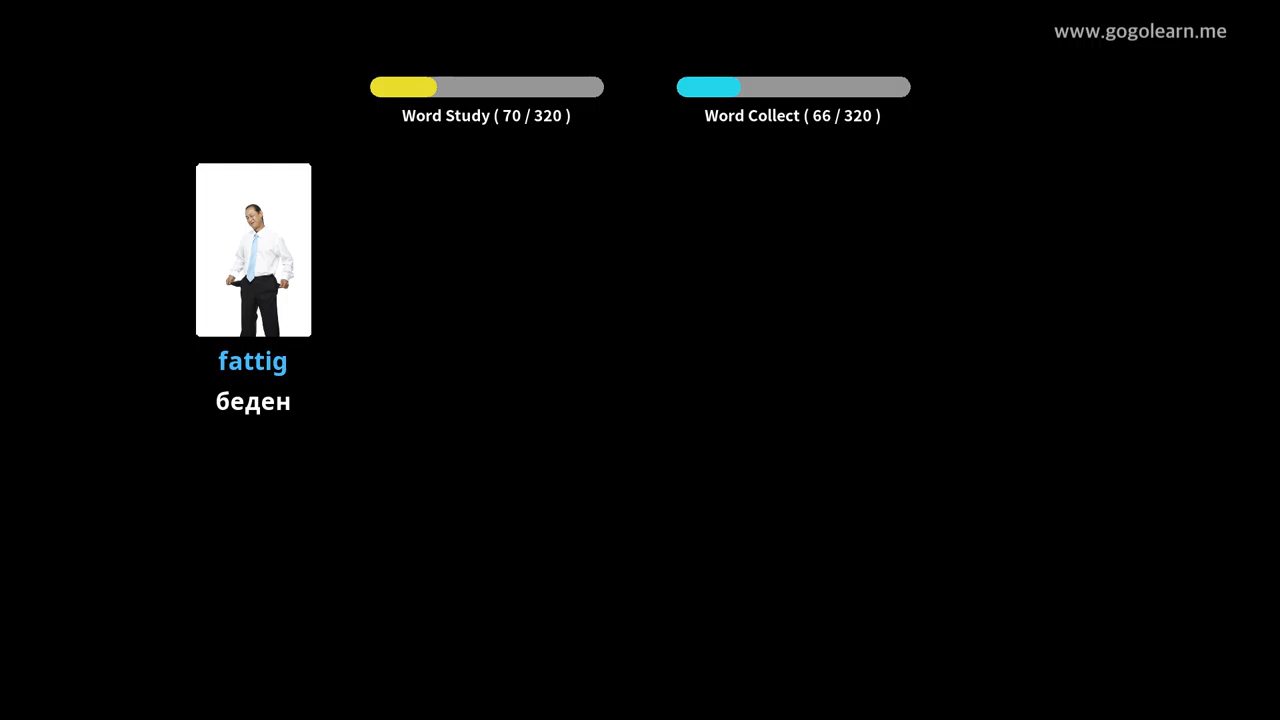 www.gogolearn.me
Word Study ( 70 / 320 )
Word Collect ( 66 / 320 )
fattig
беден